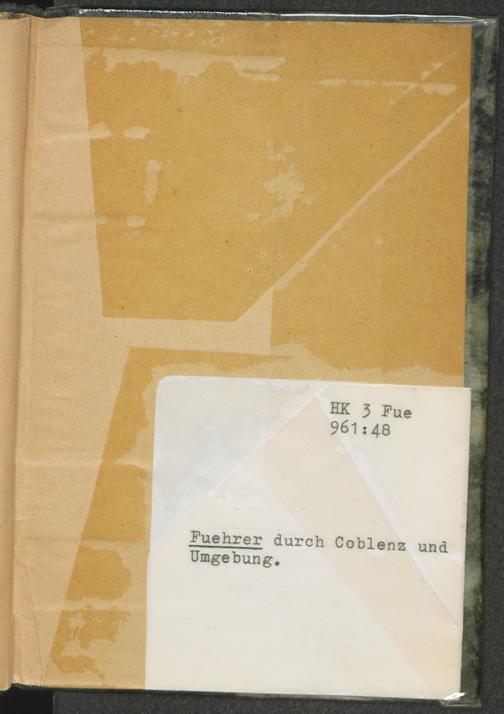 HK 3 Fue
961:48
Fuehrer durch Coblenz und
Umgebung.